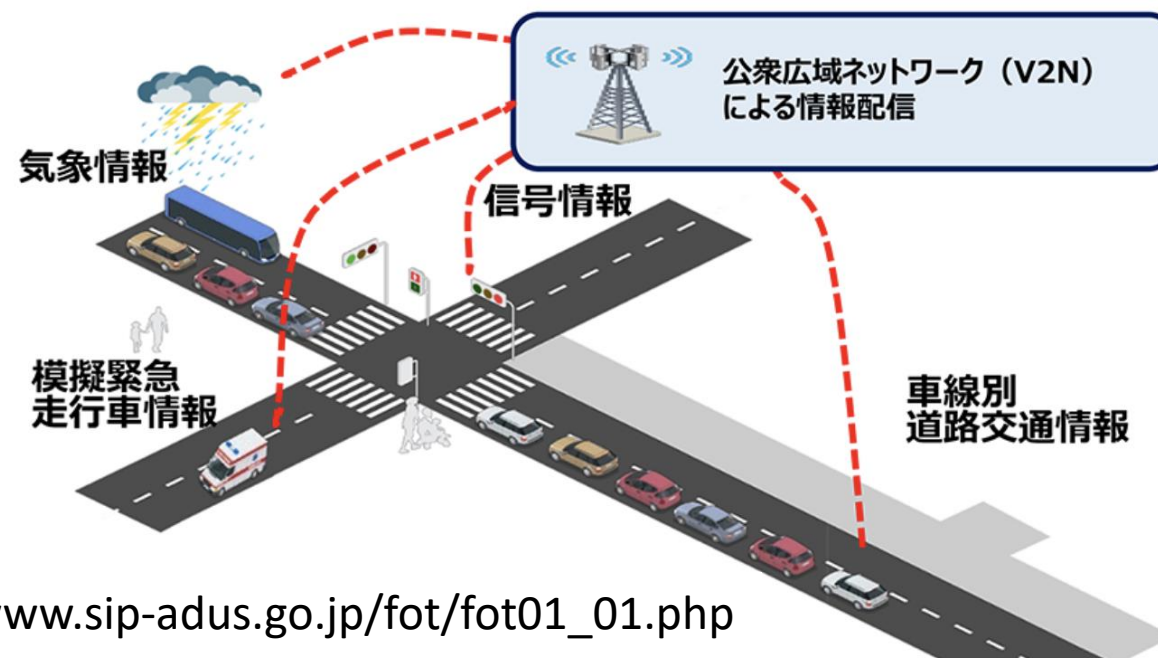 公衆広域ネットワーク（V2N）
による情報配信
気象情報
信号情報
模擬緊急
走行車情報
車線別
道路交通情報
www.sip-adus.go.jp/fot/fot01_01.php